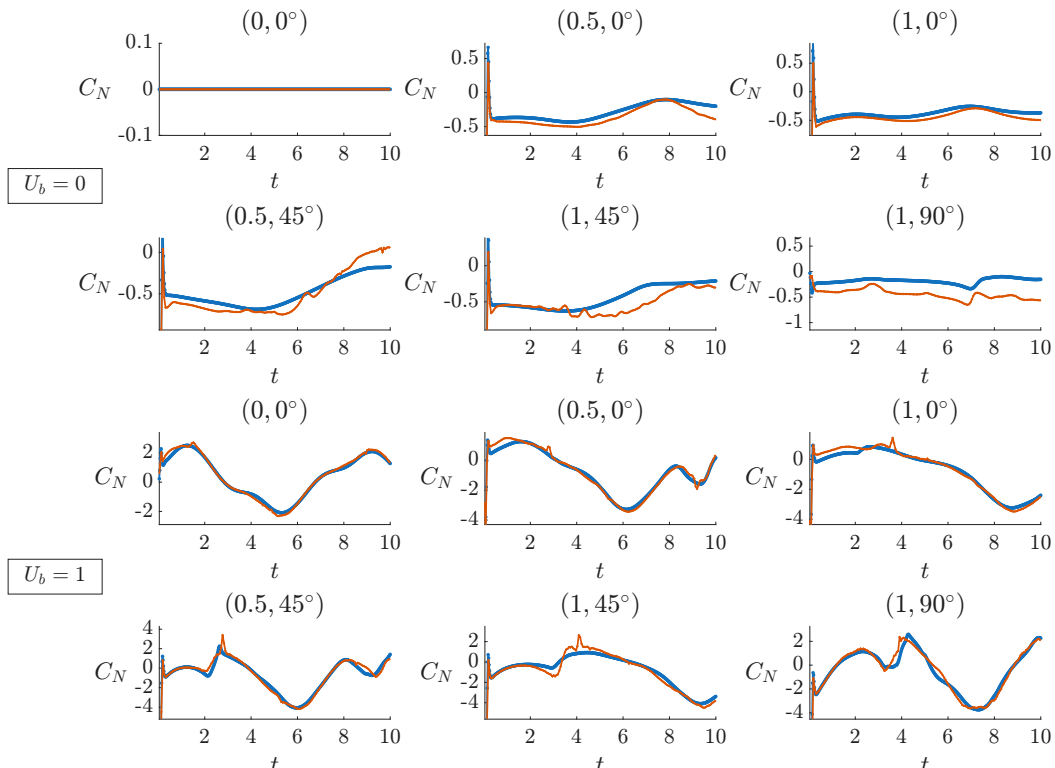 (0, 0°) (0.5, 0°) (1, 0°)
0.1 0.5 0.5
C_N 0 C_N 0 C_N 0
-0.1 -0.5 -0.5
2 4 6 8 10 2 4 6 8 10 2 4 6 8 10
t t t
U_b = 0
(0.5, 45°) (1, 45°) (1, 90°)
0.5
0 0 0
C_N C_N C_N
-0.5 -0.5 -0.5
-1
2 4 6 8 10 2 4 6 8 10 2 4 6 8 10
t t t
(0, 0°) (0.5, 0°) (1, 0°)
2 0 0
C_N 0 C_N -2 C_N -2
-2 -4 -4
2 4 6 8 10 2 4 6 8 10 2 4 6 8 10
t t t
U_b = 1
(0.5, 45°) (1, 45°) (1, 90°)
4
2 2 2
C_N 0 C_N 0 C_N 0
-2 -2 -2
-4 -4 -4
2 4 6 8 10 2 4 6 8 10 2 4 6 8 10
t t t